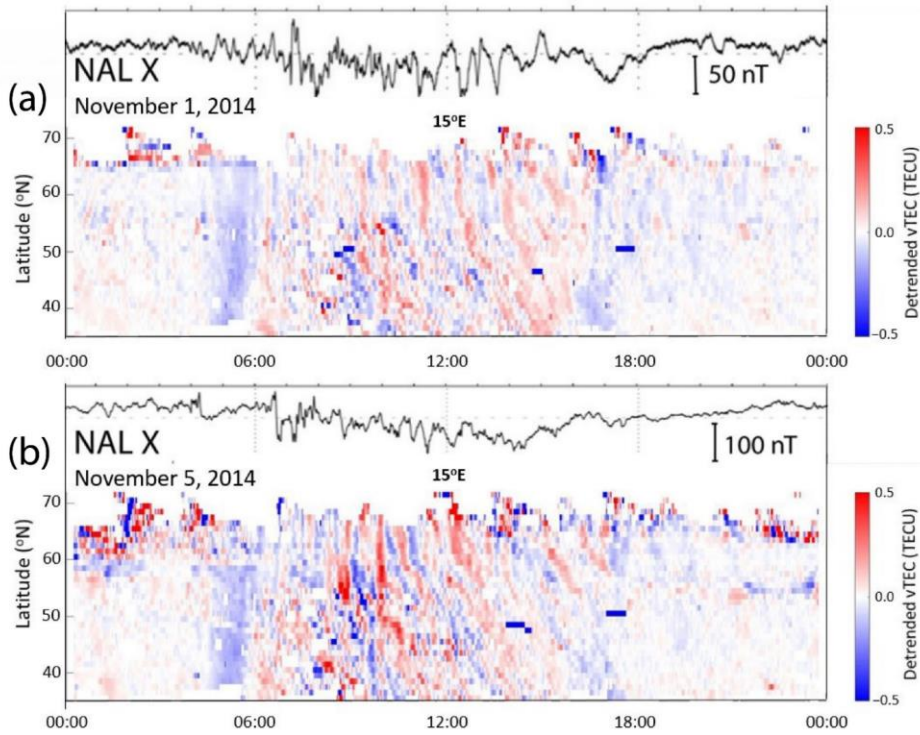 (a)
NAL X
50 nT
November 1, 2014
15°E
Latitude (°N)
70
60
50
40
00:00
06:00
12:00
18:00
00:00
0.5
0.0
−0.5
Detrended vTEC (TECU)
(b)
NAL X
100 nT
November 5, 2014
15°E
Latitude (°N)
70
60
50
40
00:00
06:00
12:00
18:00
00:00
0.5
0.0
−0.5
Detrended vTEC (TECU)